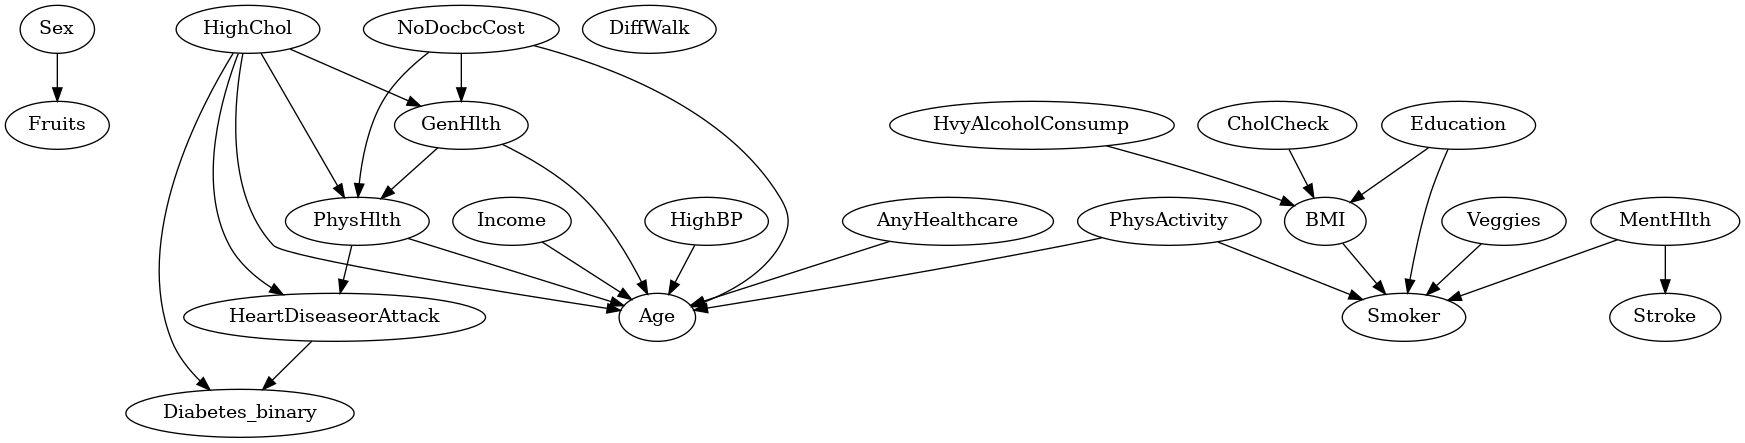 Sex
HighChol
NoDocbcCost
DiffWalk
Fruits
GenHlth
HvyAlcoholConsump
CholCheck
Education
PhysHlth
Income
HighBP
AnyHealthcare
PhysActivity
BMI
Veggies
MentHlth
HeartDiseaseorAttack
Age
Smoker
Stroke
Diabetes_binary